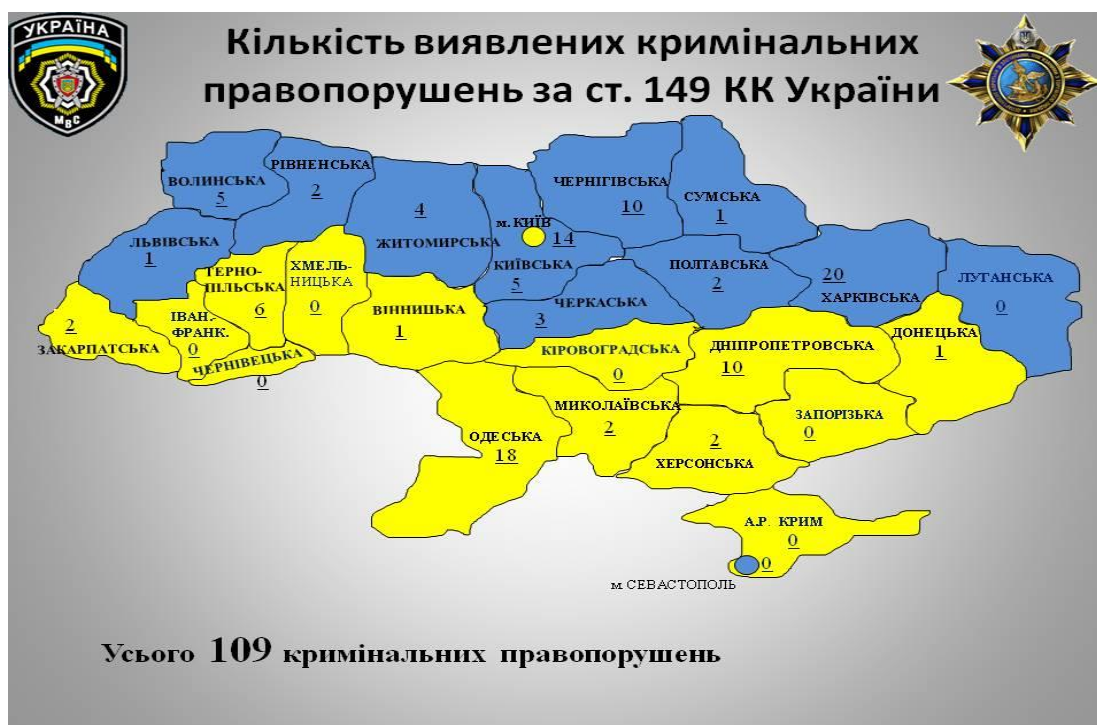 УКРАЇНА
МВС
Кількість виявлених кримінальних
правопорушень за ст. 149 КК України
ВОЛИНСЬКА
5
РІВНЕНСЬКА
2
4
ЖИТОМИРСЬКА
ЧЕРНІГІВСЬКА
10
СУМСЬКА
1
м. КИЇВ
14
КИЇВСЬКА
5
ЛЬВІВСЬКА
1
ТЕРНО-
ПІЛЬСЬКА
6
ХМЕЛЬ-
НИЦЬКА
0
ВІННИЦЬКА
1
ЧЕРКАСЬКА
3
ПОЛТАВСЬКА
2
20
ХАРКІВСЬКА
ЛУГАНСЬКА
0
2
ЗАКАРПАТСЬКА
ІВАН.
ФРАНК.
0
ЧЕРНІВЕЦЬКА
0
КІРОВОГРАДСЬКА
0
ДНІПРОПЕТРОВСЬКА
10
ДОНЕЦЬКА
1
ОДЕСЬКА
18
МИКОЛАЇВСЬКА
2
2
ХЕРСОНСЬКА
ЗАПОРІЗЬКА
0
А.Р. КРИМ
0
0
м.СЕВАСТОПОЛЬ
Усього 109 кримінальних правопорушень